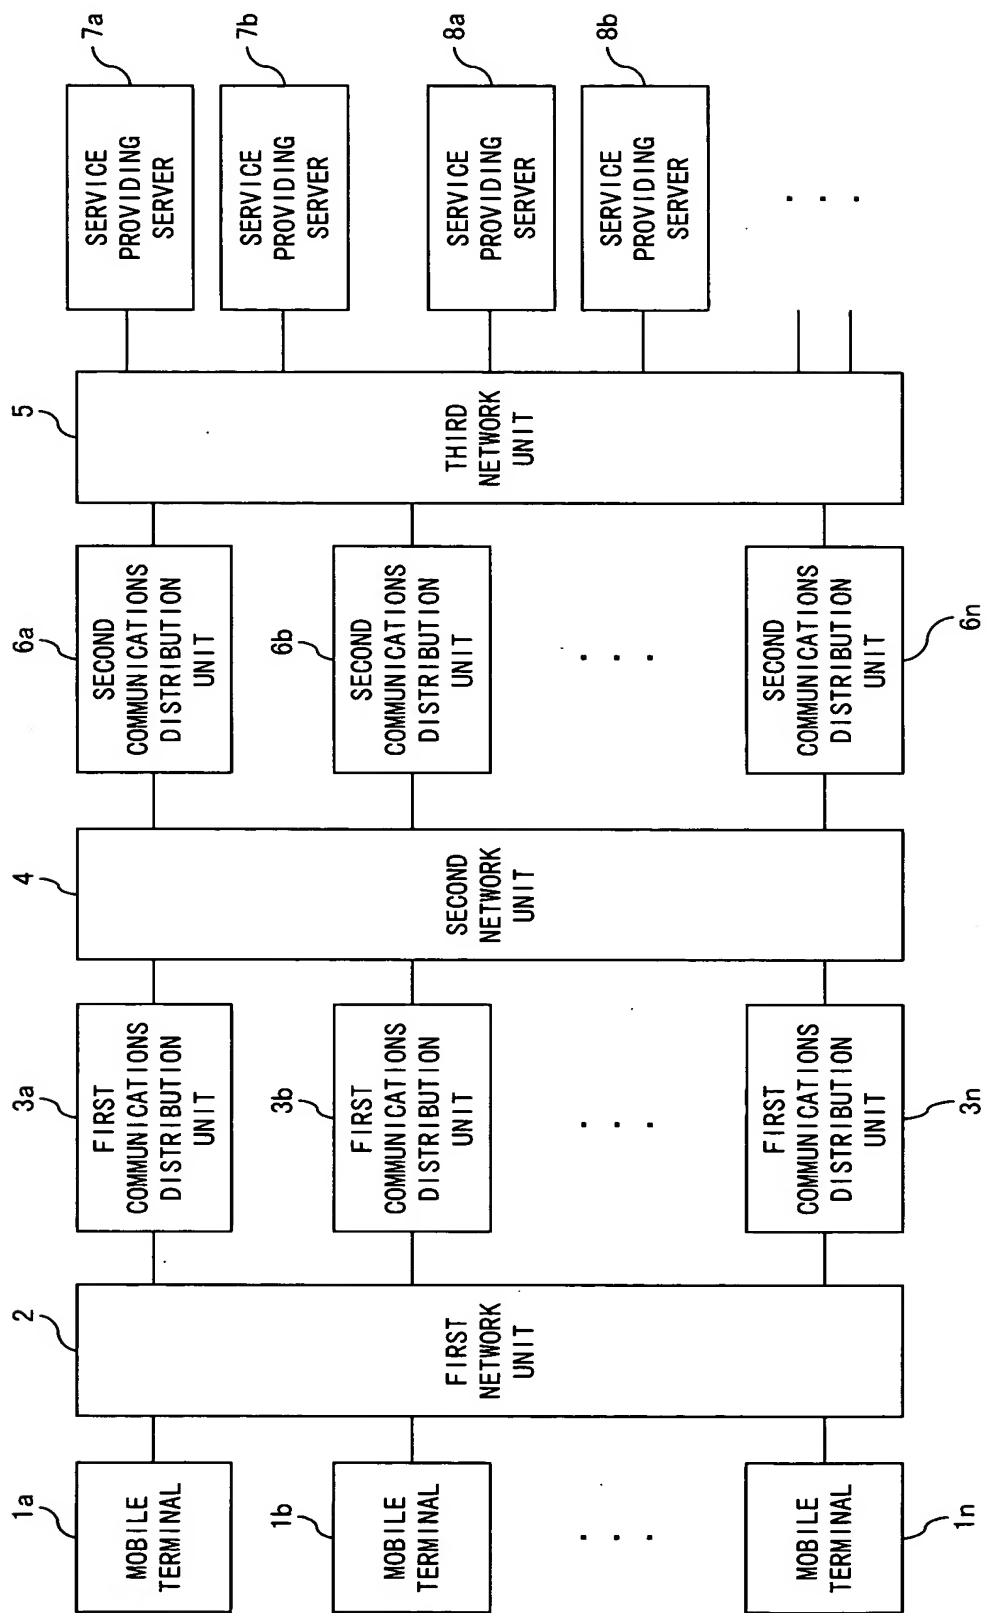 1a
MOBILE
TERMINAL
1b
MOBILE
TERMINAL
. . .
1n
MOBILE
TERMINAL
2
FIRST
NETWORK
UNIT
3a
FIRST
COMMUNICATIONS
DISTRIBUTION
UNIT
3b
FIRST
COMMUNICATIONS
DISTRIBUTION
UNIT
. . .
3n
FIRST
COMMUNICATIONS
DISTRIBUTION
UNIT
4
SECOND
NETWORK
UNIT
6a
SECOND
COMMUNICATIONS
DISTRIBUTION
UNIT
6b
SECOND
COMMUNICATIONS
DISTRIBUTION
UNIT
. . .
6n
SECOND
COMMUNICATIONS
DISTRIBUTION
UNIT
5
THIRD
NETWORK
UNIT
7a
SERVICE
PROVIDING
SERVER
7b
SERVICE
PROVIDING
SERVER
8a
SERVICE
PROVIDING
SERVER
8b
SERVICE
PROVIDING
SERVER
. . .